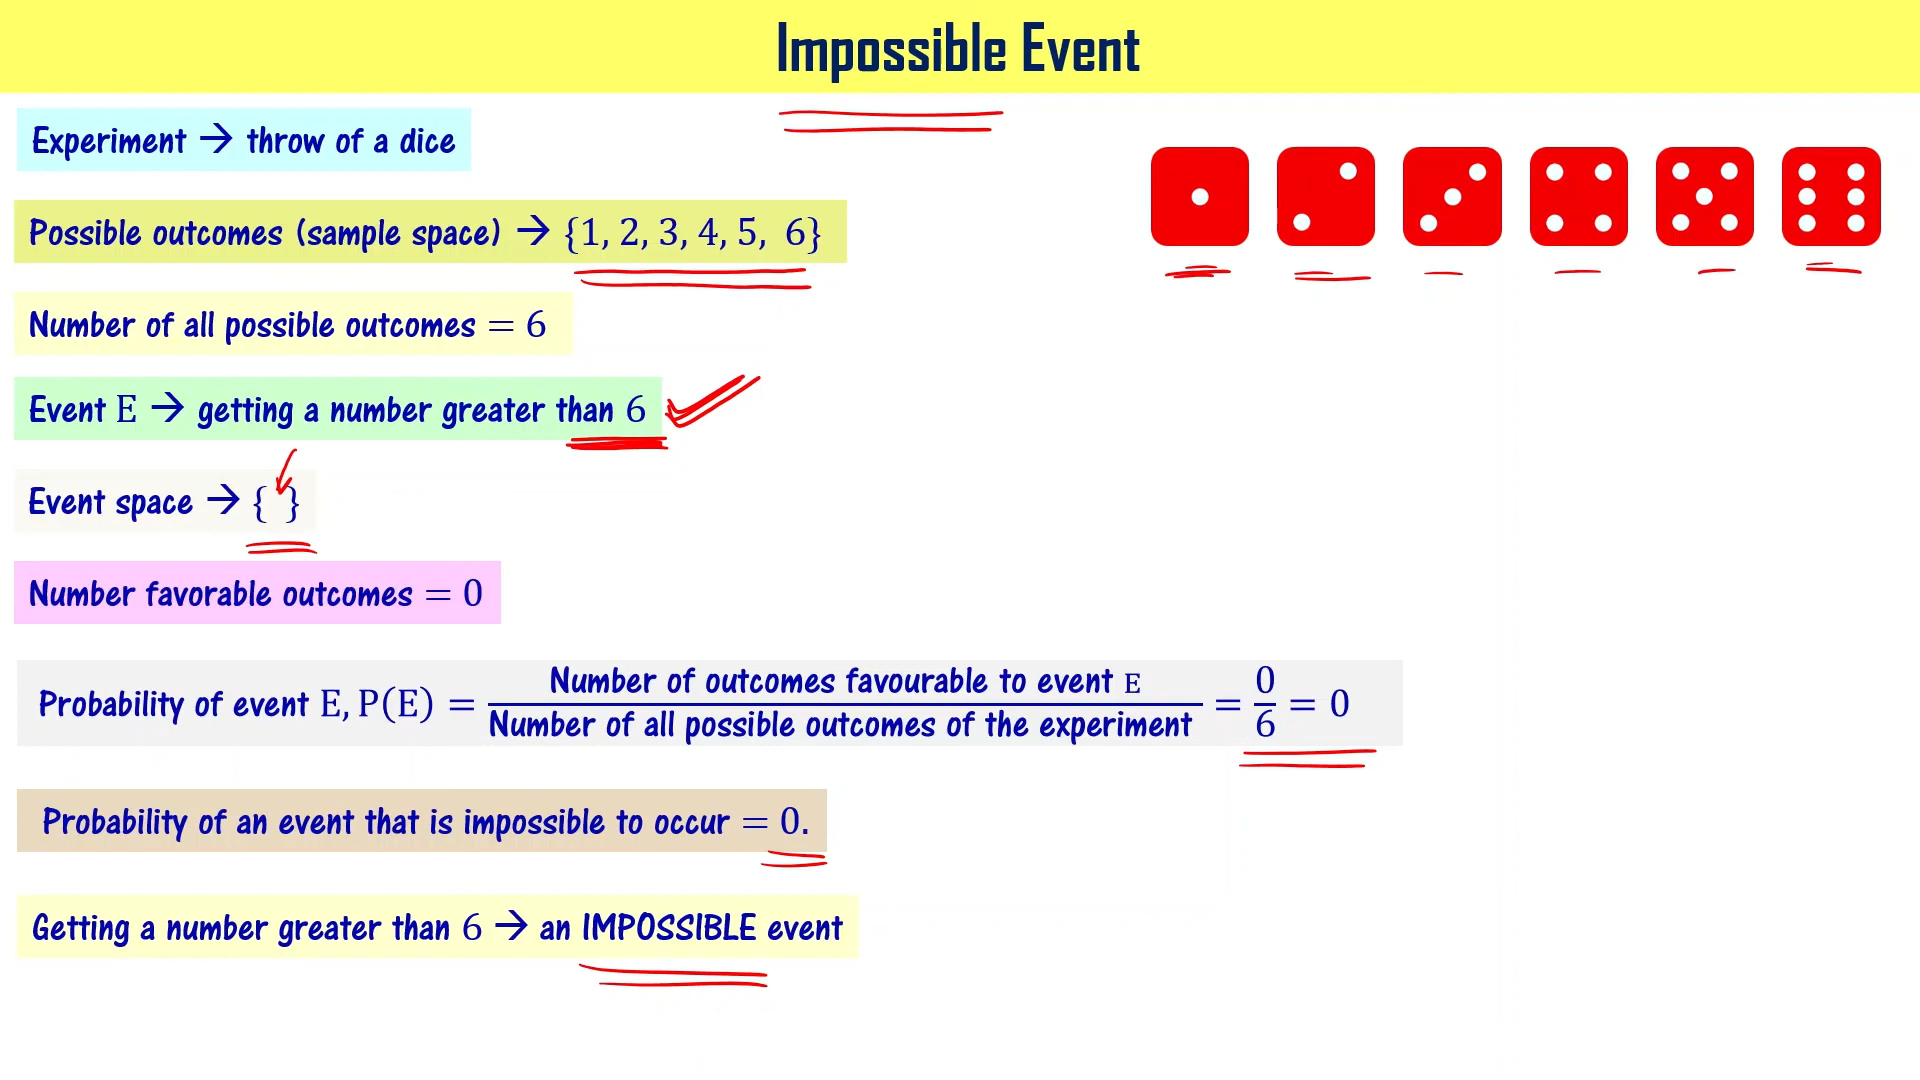 Impossible Event
Experiment → throw of a dice
Possible outcomes (sample space) → {1, 2, 3, 4, 5, 6}
Number of all possible outcomes = 6
Event E → getting a number greater than 6
Event space → { }
Number favorable outcomes = 0
Probability of event E, P(E) = Number of outcomes favourable to event E / Number of all possible outcomes of the experiment = 0/6 = 0
Probability of an event that is impossible to occur = 0.
Getting a number greater than 6 → an IMPOSSIBLE event